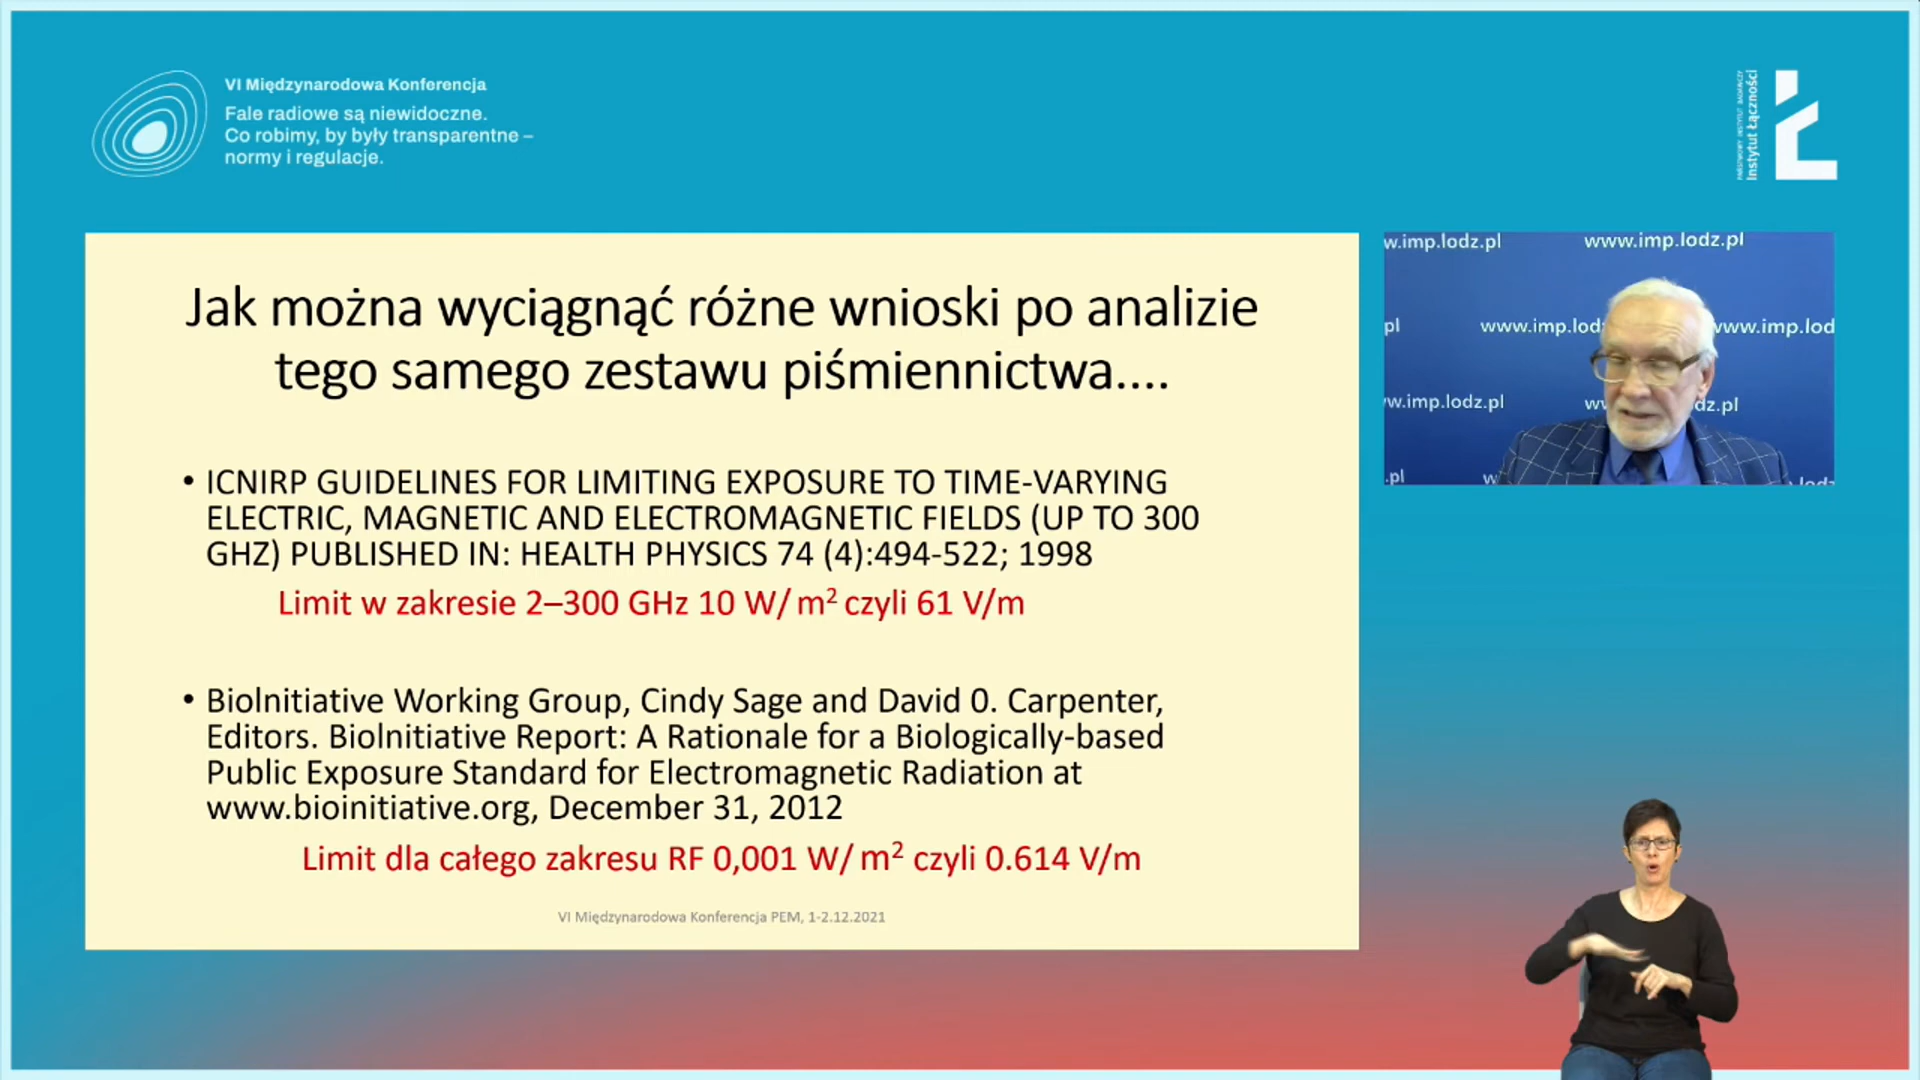 VI Międzynarodowa Konferencja
Fale radiowe są niewidoczne.
Co robimy, by były transparentne –
normy i regulacje.
PAŃSTWOWY INSTYTUT BADAWCZY
Instytut Łączności
Jak można wyciągnąć różne wnioski po analizie
tego samego zestawu piśmiennictwa....
• ICNIRP GUIDELINES FOR LIMITING EXPOSURE TO TIME-VARYING
ELECTRIC, MAGNETIC AND ELECTROMAGNETIC FIELDS (UP TO 300
GHZ) PUBLISHED IN: HEALTH PHYSICS 74 (4):494-522; 1998
Limit w zakresie 2–300 GHz 10 W/ m² czyli 61 V/m
• BioInitiative Working Group, Cindy Sage and David 0. Carpenter,
Editors. BioInitiative Report: A Rationale for a Biologically-based
Public Exposure Standard for Electromagnetic Radiation at
www.bioinitiative.org, December 31, 2012
Limit dla całego zakresu RF 0,001 W/ m² czyli 0.614 V/m
VI Międzynarodowa Konferencja PEM, 1-2.12.2021
w.imp.lodz.pl www.imp.lodz.pl
pl www.imp.lod www.imp.lod
w.imp.lodz.pl ww dz.pl
.pl w .lodz